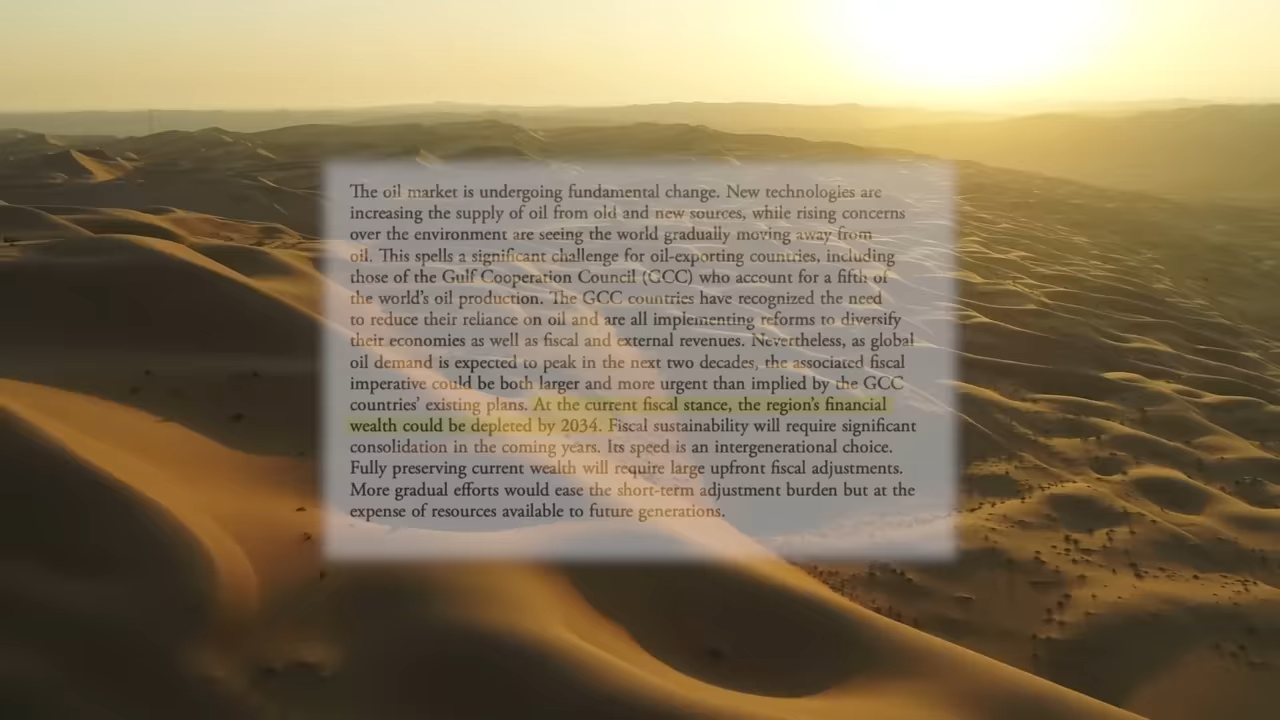 The oil market is undergoing fundamental change. New technologies are
increasing the supply of oil from old and new sources, while rising concerns
over the environment are seeing the world gradually moving away from
oil. This spells a significant challenge for oil-exporting countries, including
those of the Gulf Cooperation Council (GCC) who account for a fifth of
the world's oil production. The GCC countries have recognized the need
to reduce their reliance on oil and are all implementing reforms to diversify
their economies as well as fiscal and external revenues. Nevertheless, as global
oil demand is expected to peak in the next two decades, the associated fiscal
imperative could be both larger and more urgent than implied by the GCC
countries' existing plans. At the current fiscal stance, the region's financial
wealth could be depleted by 2034. Fiscal sustainability will require significant
consolidation in the coming years. Its speed is an intergenerational choice.
Fully preserving current wealth will require large upfront fiscal adjustments.
More gradual efforts would ease the short-term adjustment burden but at the
expense of resources available to future generations.